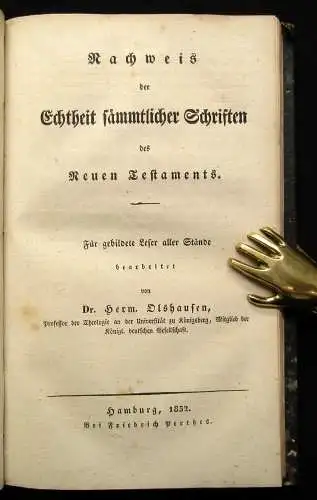 Nachweis
der
Echtheit sämmtlicher Schriften
des
Neuen Testaments.
Für gebildete Leser aller Stände
bearbeitet
von
Dr. Herm. Olshausen,
Professor der Theologie an der Universität zu Königsberg, Mitglied der
Königl. deutschen Gesellschaft.
Hamburg, 1832.
Bei Friedrich Perthes.